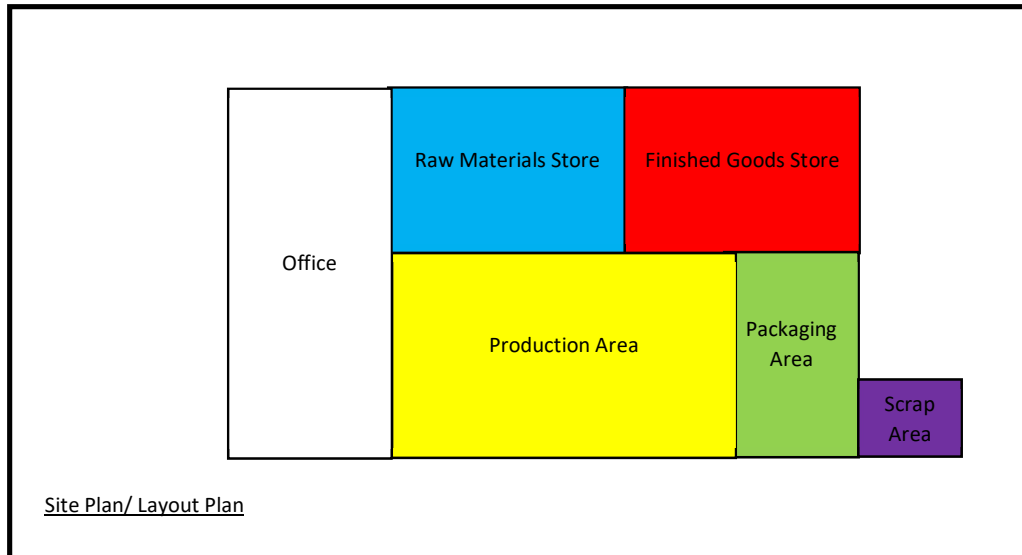 Raw Materials Store
Finished Goods Store
Office
Production Area
Packaging
Area
Scrap
Area
Site Plan/ Layout Plan